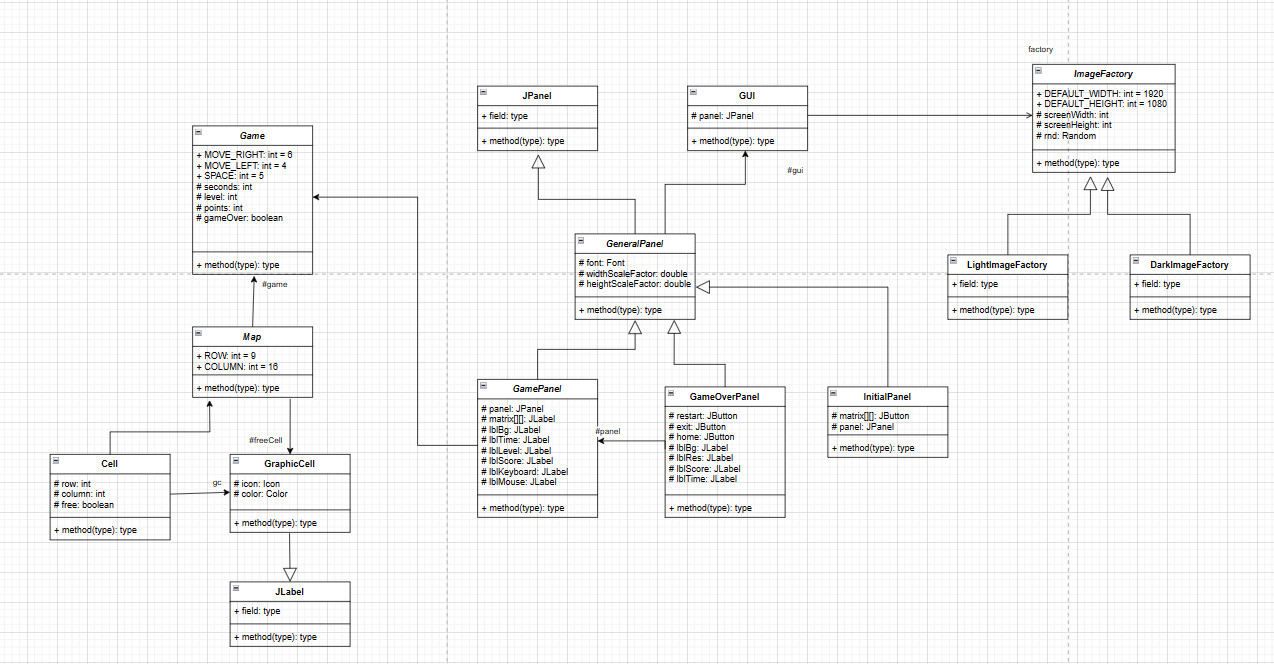 factory
ImageFactory
+ DEFAULT_WIDTH: int = 1920
+ DEFAULT_HEIGHT: int = 1080
# screenWidth: int
# screenHeight: int
# rnd: Random
+ method(type): type
JPanel
+ field: type
+ method(type): type
GUI
# panel: JPanel
+ method(type): type
#gui
Game
+ MOVE_RIGHT: int = 6
+ MOVE_LEFT: int = 4
+ SPACE: int = 5
# seconds: int
# level: int
# points: int
# gameOver: boolean
+ method(type): type
#game
GeneralPanel
# font: Font
# widthScaleFactor: double
# heightScaleFactor: double
+ method(type): type
LightImageFactory
+ field: type
+ method(type): type
DarkImageFactory
+ field: type
+ method(type): type
Map
+ ROW: int = 9
+ COLUMN: int = 16
+ method(type): type
#freeCell
GamePanel
# panel: JPanel
# matrix[][]: JLabel
# lblBg: JLabel
# lblTime: JLabel
# lblLevel: JLabel
# lblScore: JLabel
# lblKeyboard: JLabel
# lblMouse: JLabel
+ method(type): type
#panel
GameOverPanel
# restart: JButton
# exit: JButton
# home: JButton
# lblBg: JLabel
# lblRes: JLabel
# lblScore: JLabel
# lblTime: JLabel
+ method(type): type
InitialPanel
# matrix[][]: JButton
# panel: JPanel
+ method(type): type
Cell
# row: int
# column: int
# free: boolean
+ method(type): type
gc
GraphicCell
# icon: Icon
# color: Color
+ method(type): type
JLabel
+ field: type
+ method(type): type